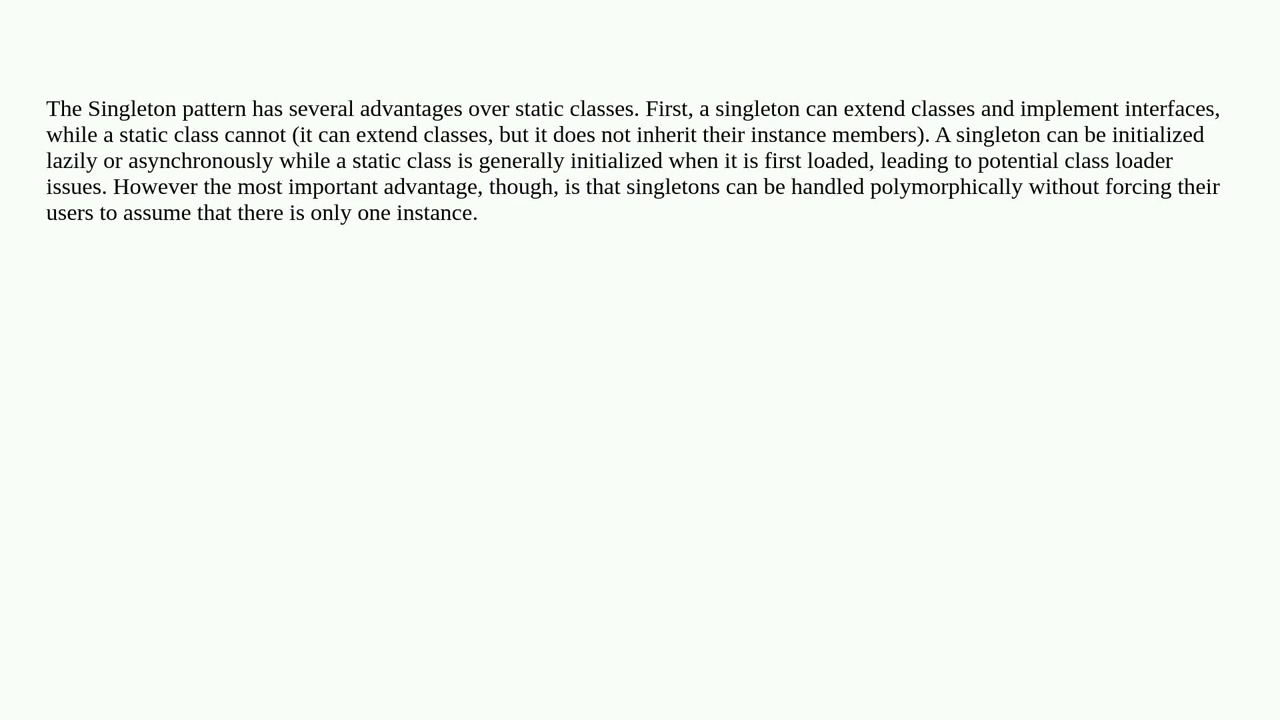 The Singleton pattern has several advantages over static classes. First, a singleton can extend classes and implement interfaces,
while a static class cannot (it can extend classes, but it does not inherit their instance members). A singleton can be initialized
lazily or asynchronously while a static class is generally initialized when it is first loaded, leading to potential class loader
issues. However the most important advantage, though, is that singletons can be handled polymorphically without forcing their
users to assume that there is only one instance.